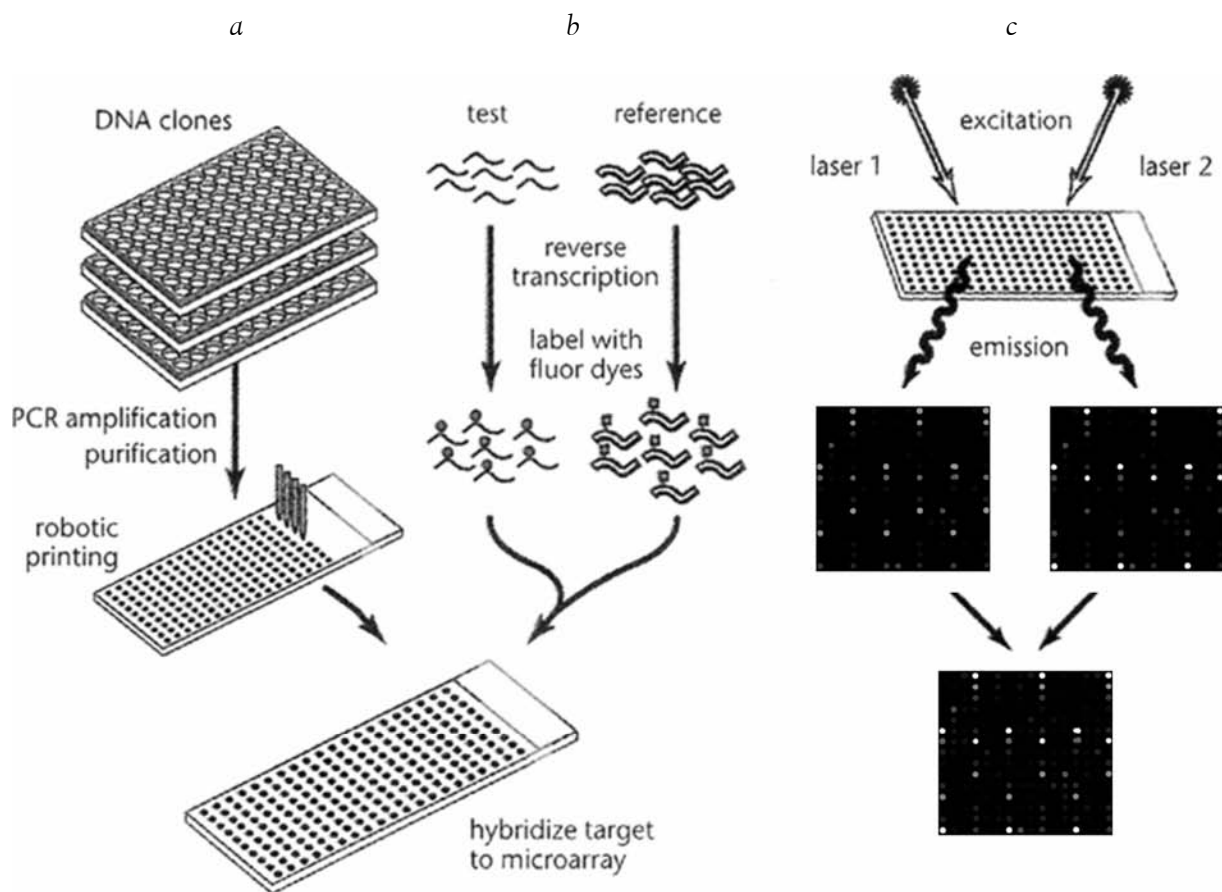 a
b
c
DNA clones
PCR amplification
purification
robotic
printing
test
reference
reverse
transcription
label with
fluor dyes
hybridize target
to microarray
excitation
laser 1
laser 2
emission